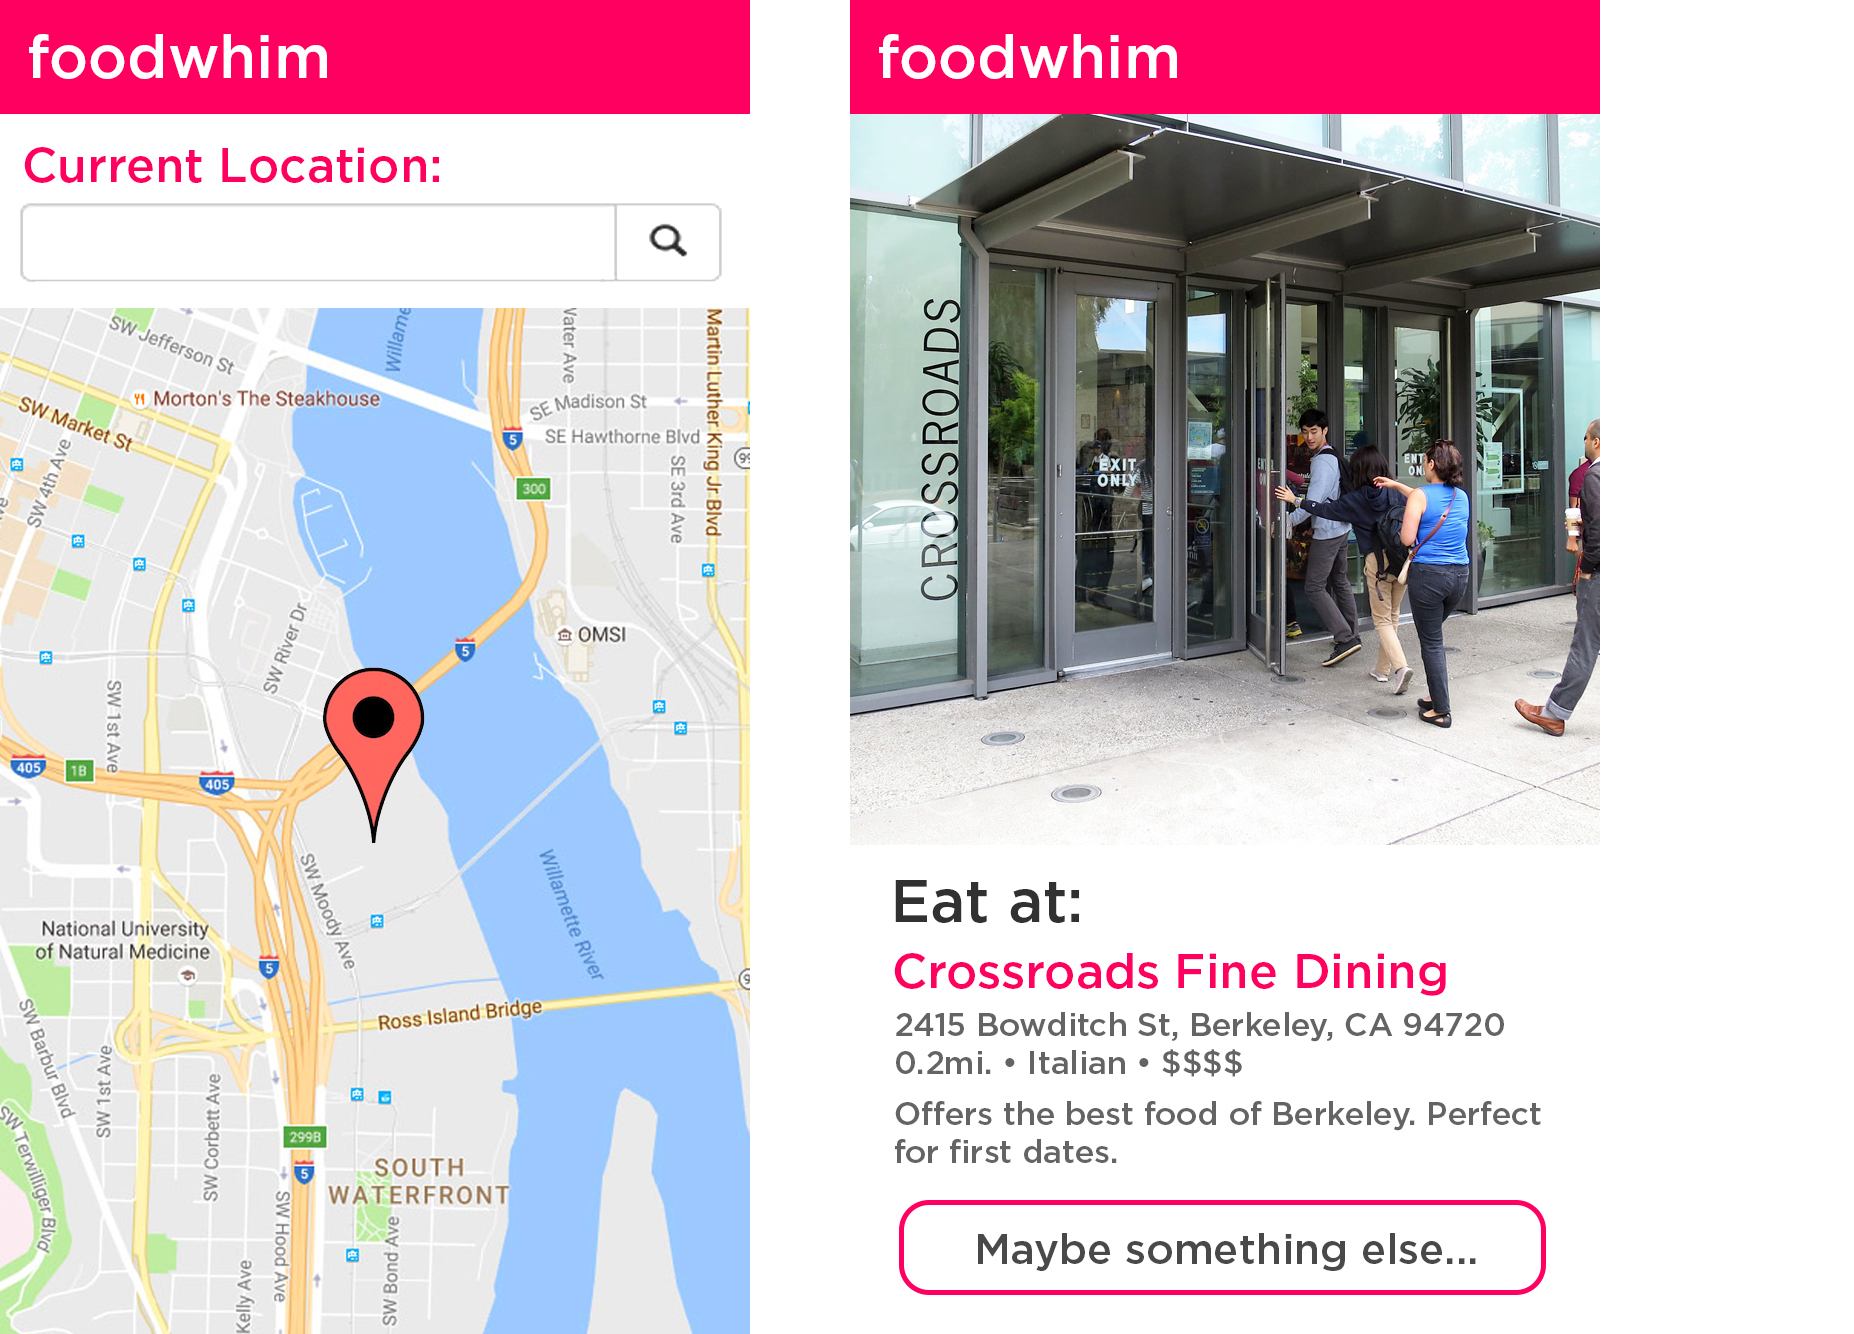 foodwhim
Current Location:
SW Jefferson St
Willame
Water Ave
Martin Luther King Jr Blvd
Morton's The Steakhouse
SE Madison St
SW Market St
SE Hawthorne Blvd
5
SW 4th Ave
SE 3rd Ave
300
SW River Dr
OMSI
5
SW 1st Ave
405
1B
405
SW Moody Ave
Willamette River
National University
of Natural Medicine
5
Ross Island Bridge
SW Barbur Blvd
SW 1st Ave
SW Corbett Ave
SW Terwilliger Blvd
299B
5
SOUTH
WATERFRONT
SW Hood Ave
SW Bond Ave
Kelly Ave
foodwhim
CROSSROADS
EXIT
ONLY
Eat at:
Crossroads Fine Dining
2415 Bowditch St, Berkeley, CA 94720
0.2mi. • Italian • $$$$
Offers the best food of Berkeley. Perfect
for first dates.
Maybe something else...